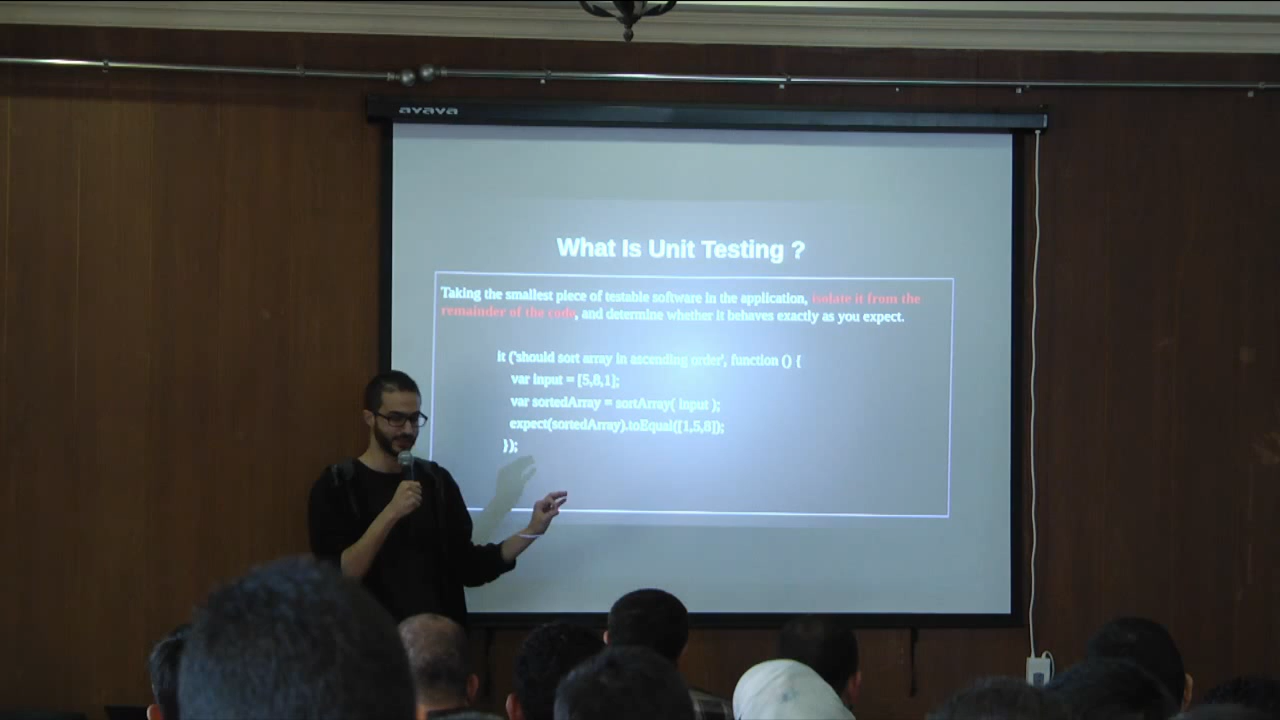 AVAYA
What Is Unit Testing ?
Taking the smallest piece of testable software in the application, isolate it from the
remainder of the code, and determine whether it behaves exactly as you expect.
it ('should sort array in ascending order', function () {
var input = [5,8,1];
var sortedArray = sortArray( input );
expect(sortedArray).toEqual([1,5,8]);
});